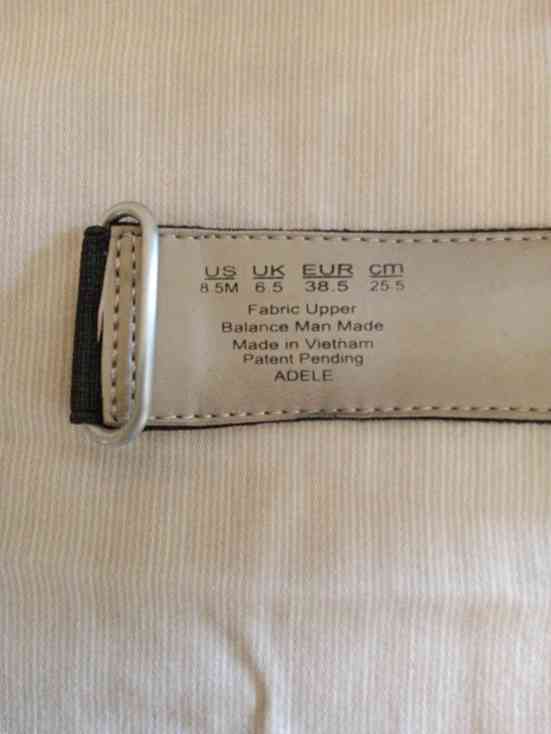 US UK EUR cm
8.5M 6.5 38.5 25.5
Fabric Upper
Balance Man Made
Made in Vietnam
Patent Pending
ADELE